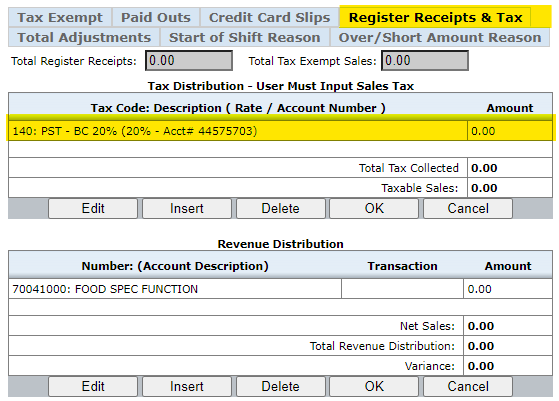 Tax Exempt Paid Outs Credit Card Slips Register Receipts & Tax
Total Adjustments Start of Shift Reason Over/Short Amount Reason
Total Register Receipts: 0.00 Total Tax Exempt Sales: 0.00
Tax Distribution - User Must Input Sales Tax
Tax Code: Description ( Rate / Account Number ) Amount
140: PST - BC 20% (20% - Acct# 44575703) 0.00
Total Tax Collected 0.00
Taxable Sales: 0.00
Edit Insert Delete OK Cancel
Revenue Distribution
Number: (Account Description) Transaction Amount
70041000: FOOD SPEC FUNCTION 0.00
Net Sales: 0.00
Total Revenue Distribution: 0.00
Variance: 0.00
Edit Insert Delete OK Cancel